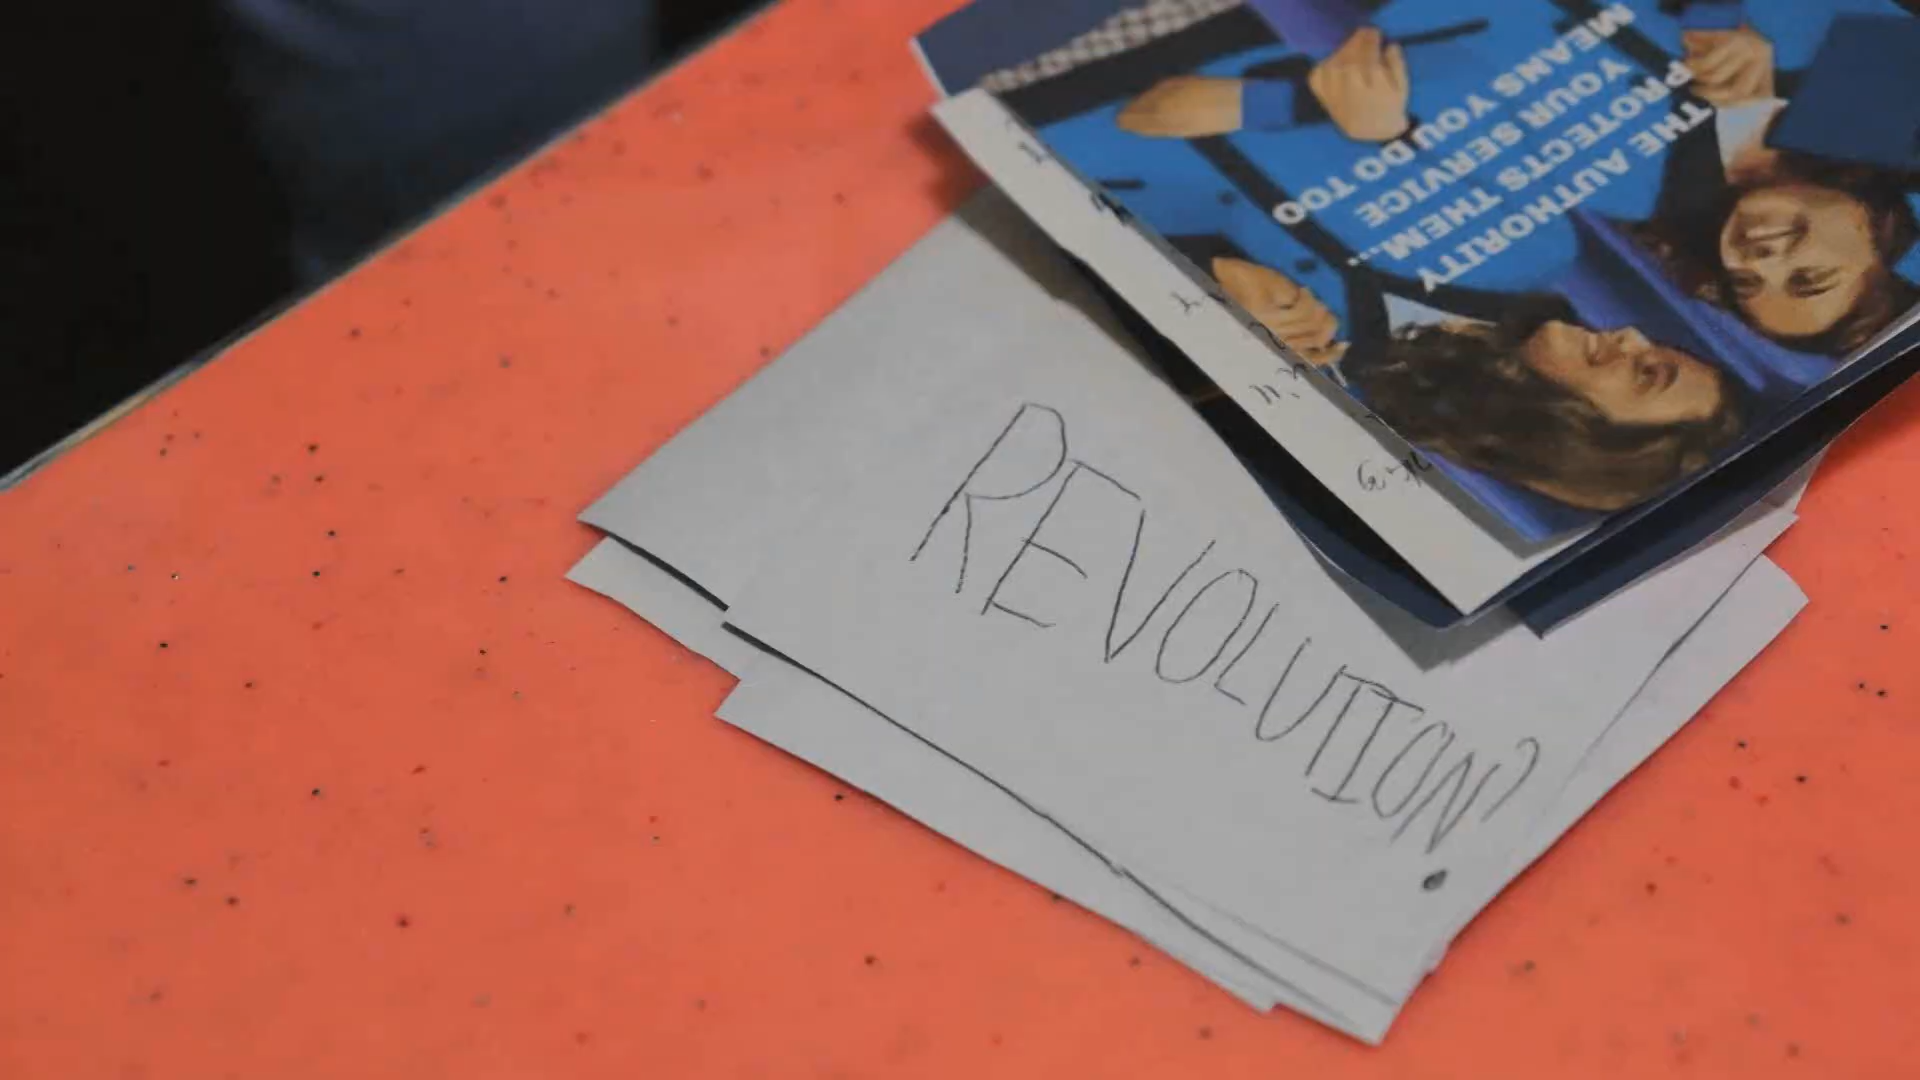 THE AUTHORITY
PROTECTS THEM...
YOUR SERVICE
MEANS YOU DO TOO
REVOLUTION?